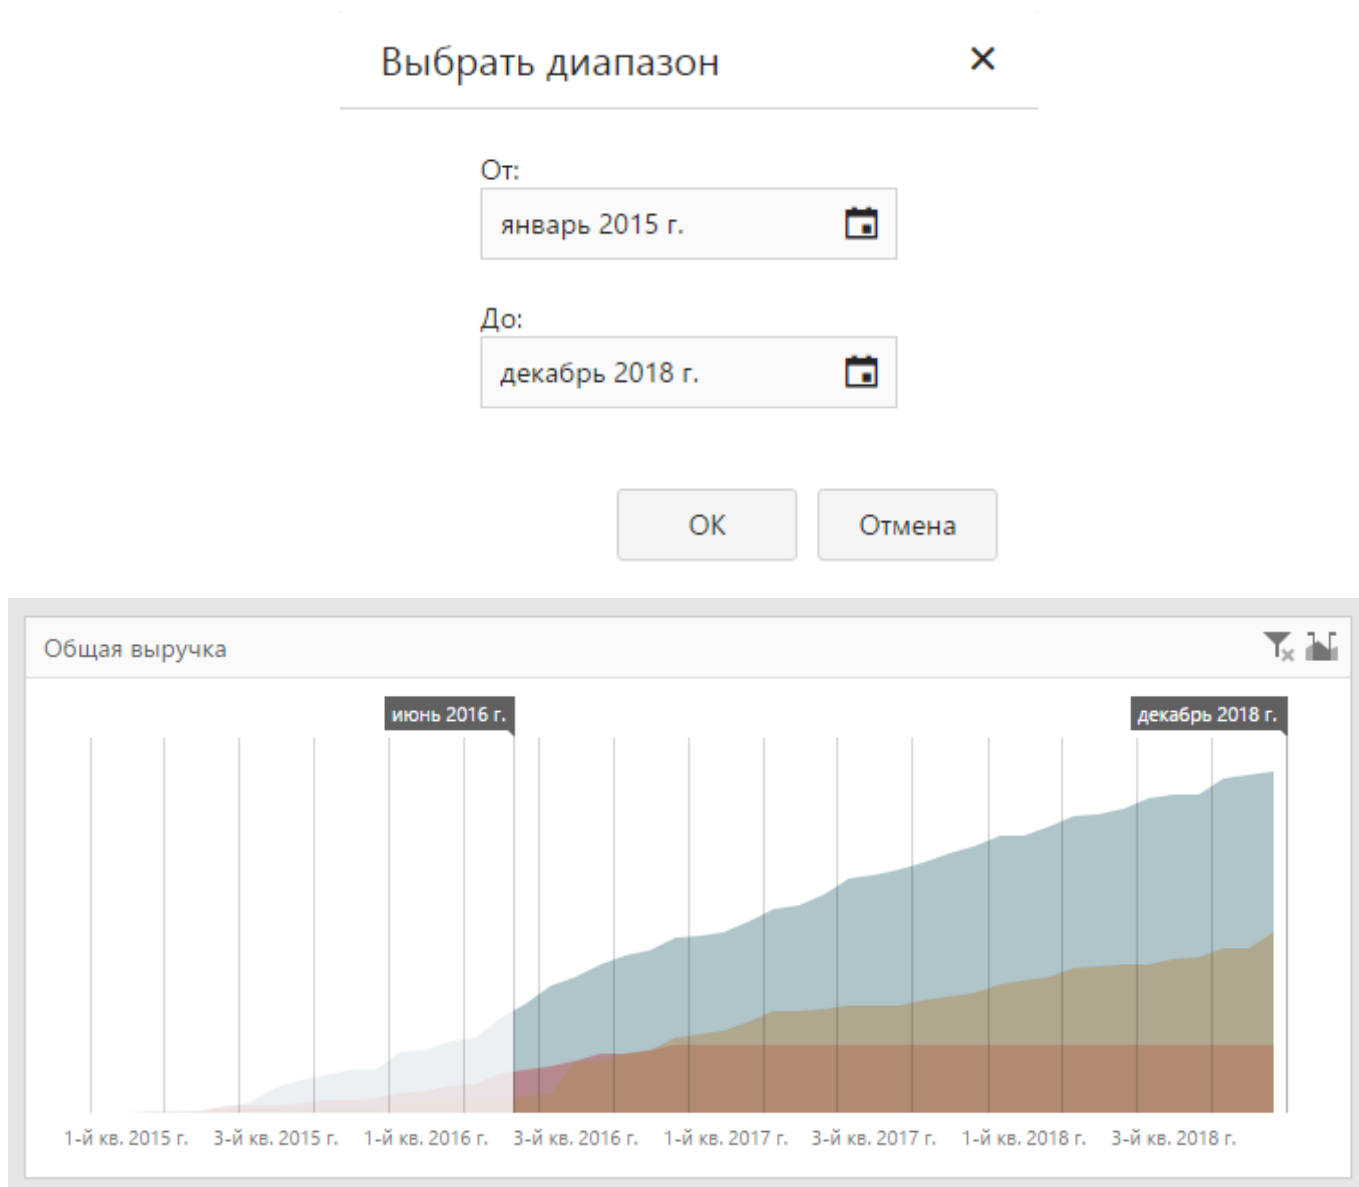 Выбрать диапазон
От:
январь 2015 г.
До:
декабрь 2018 г.
ОК Отмена
Общая выручка
июнь 2016 г. декабрь 2018 г.
1-й кв. 2015 г. 3-й кв. 2015 г. 1-й кв. 2016 г. 3-й кв. 2016 г. 1-й кв. 2017 г. 3-й кв. 2017 г. 1-й кв. 2018 г. 3-й кв. 2018 г.